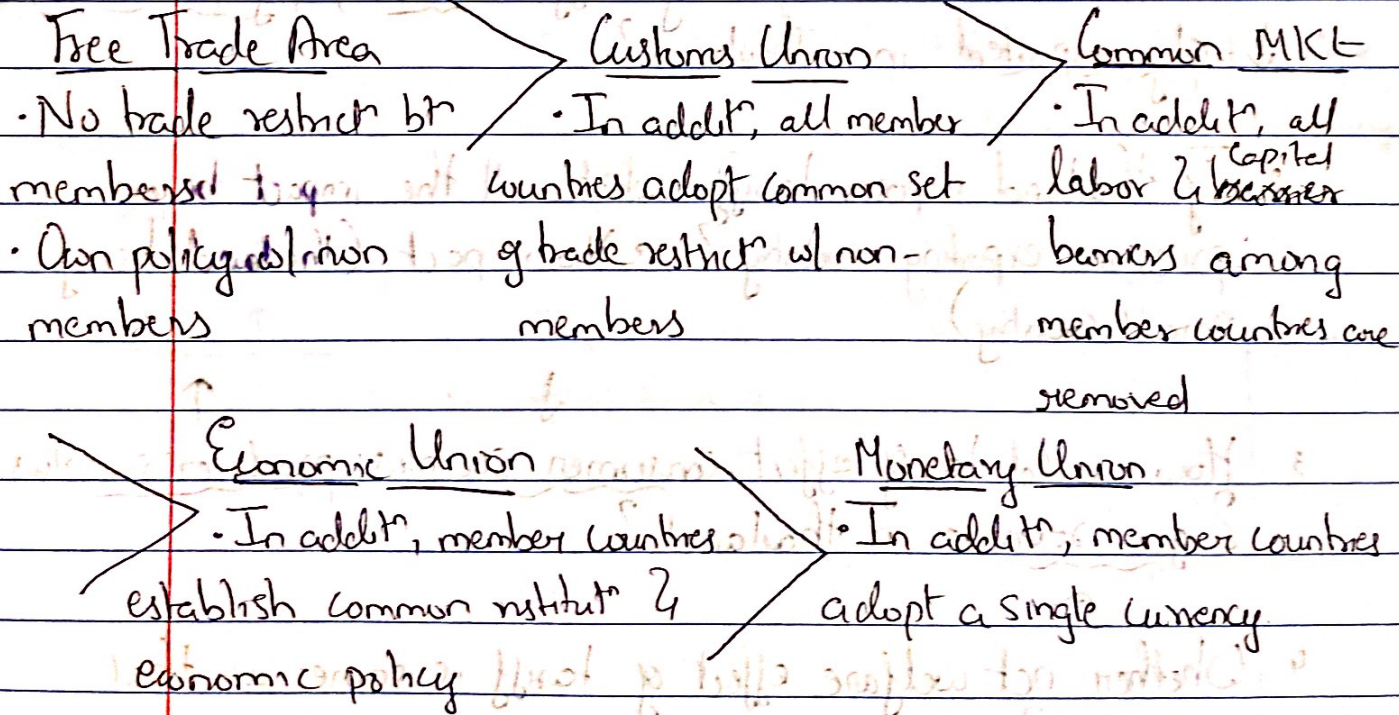 Free Trade Area
· No trade restrictn btn
members
· Own policy w/ non
members
Customs Union
· In additn, all member
countries adopt common set
of trade restrictn w/ non-
members
Common Mkt
· In additn, all
labor & capital
barriers among
member countries are
removed
Economic Union
· In additn, member countries
establish common institutn &
economic policy
Monetary Union
· In additn, member countries
adopt a single currency